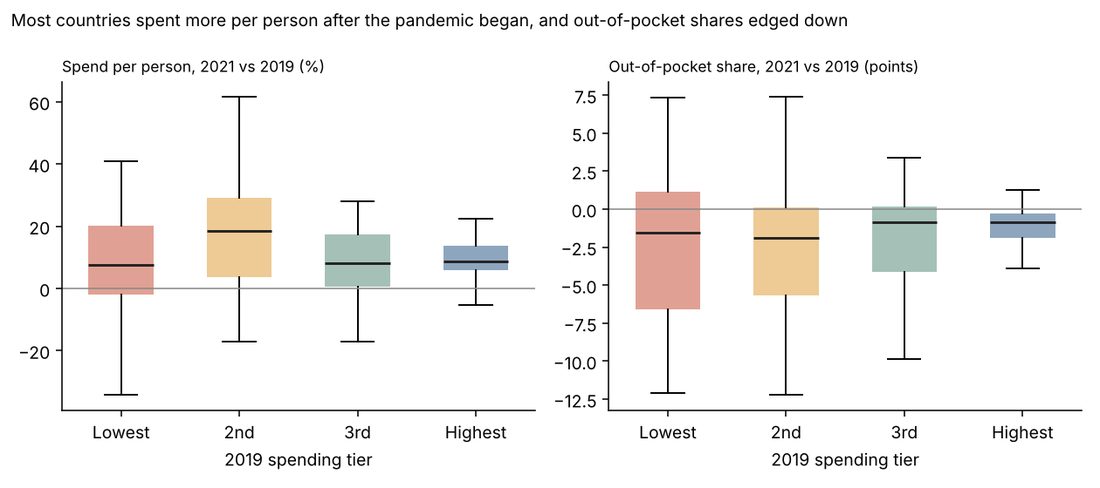 Most countries spent more per person after the pandemic began, and out-of-pocket shares edged down
Spend per person, 2021 vs 2019 (%)
60
40
20
0
−20
Lowest 2nd 3rd Highest
2019 spending tier
Out-of-pocket share, 2021 vs 2019 (points)
7.5
5.0
2.5
0.0
−2.5
−5.0
−7.5
−10.0
−12.5
Lowest 2nd 3rd Highest
2019 spending tier